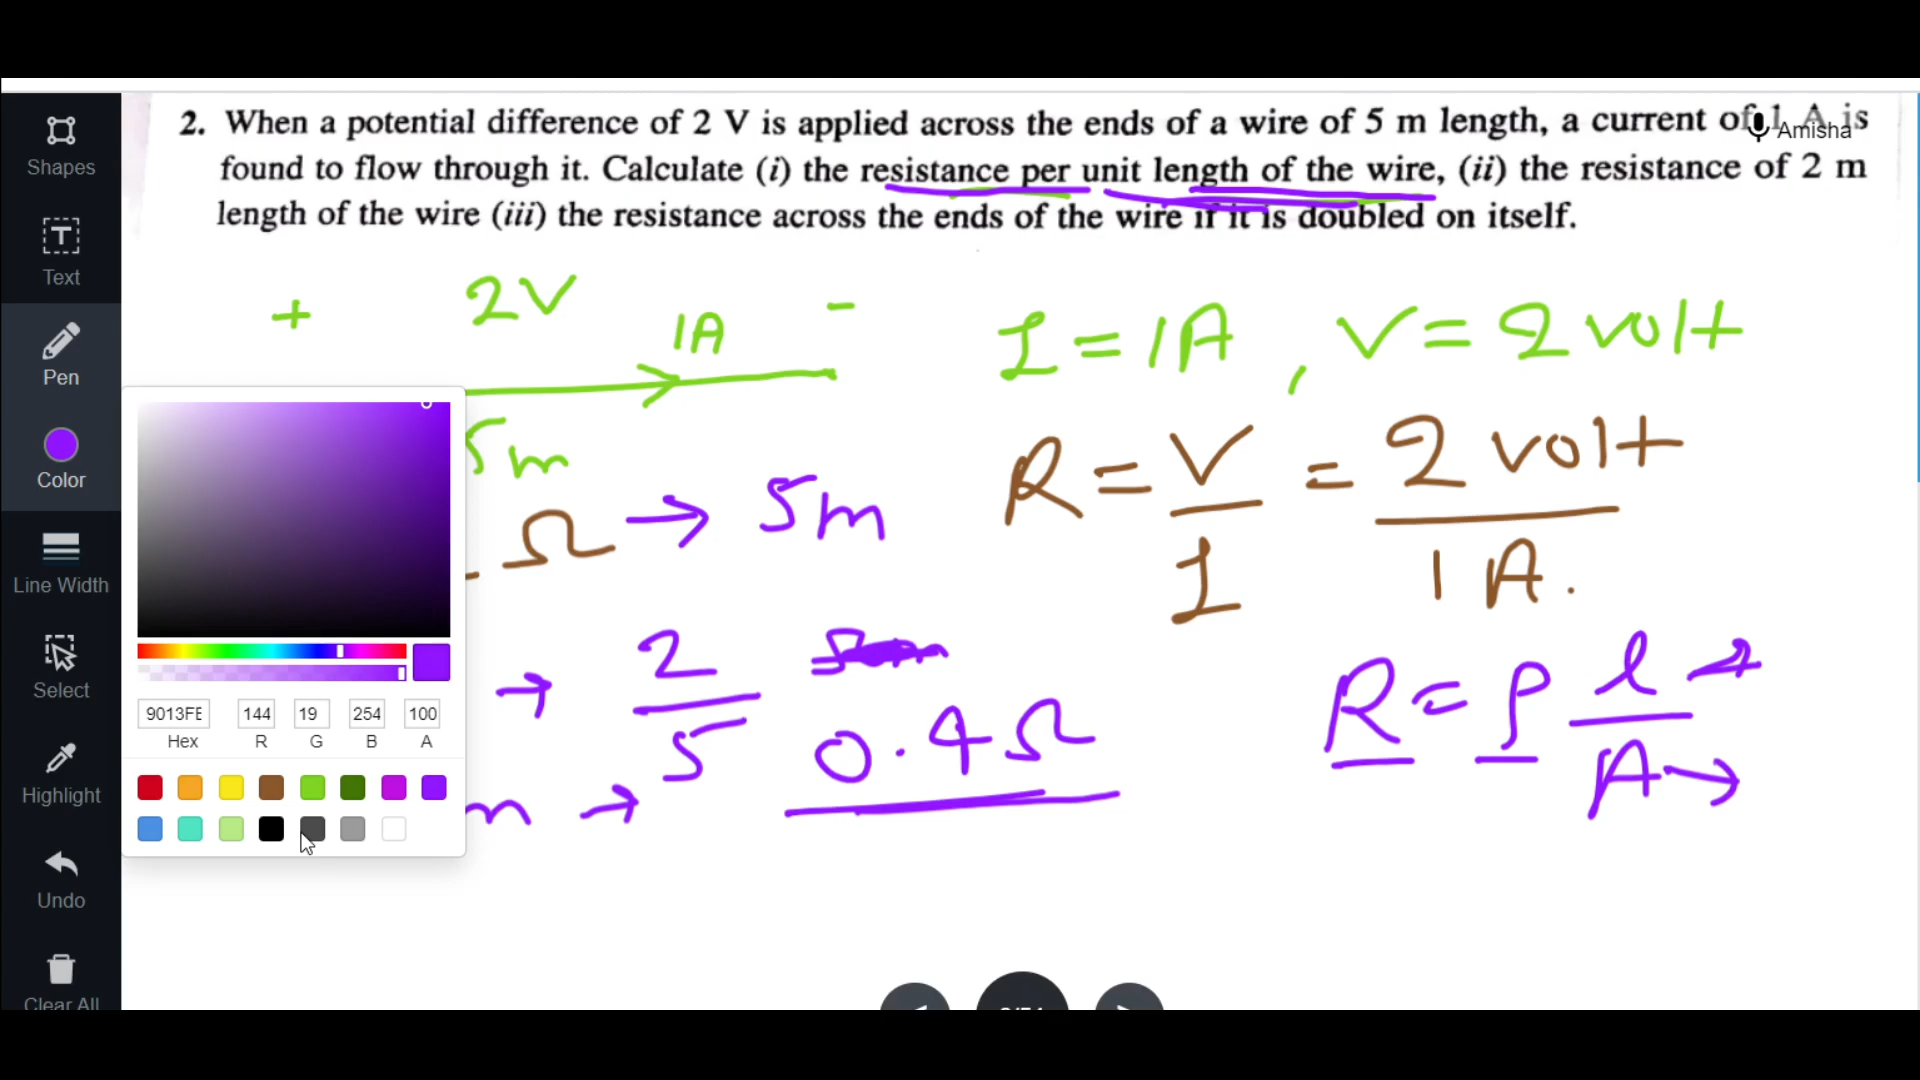 2. When a potential difference of 2 V is applied across the ends of a wire of 5 m length, a current of 1 A is
Amisha
found to flow through it. Calculate (i) the resistance per unit length of the wire, (ii) the resistance of 2 m
length of the wire (iii) the resistance across the ends of the wire if it is doubled on itself.
Shapes
Text
Pen
Color
Line Width
Select
Highlight
Undo
Clear All
+ 2V 1A -
5m
I = 1A , V = 2 volt
R = V/I = 2 volt/1 A.
Ω → 5m
→ 2/5 0.4Ω
m →
R = ρ l/A → →
9013FE 144 19 254 100
Hex R G B A